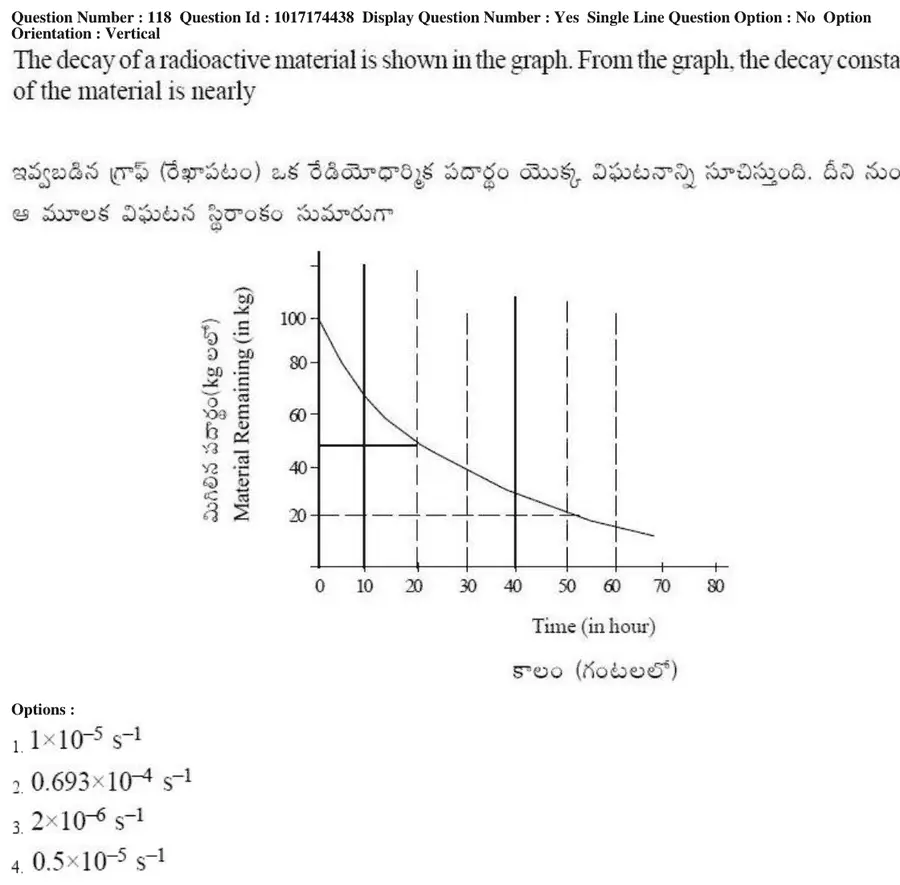 Question Number : 118 Question Id : 1017174438 Display Question Number : Yes Single Line Question Option : No Option
Orientation : Vertical
The decay of a radioactive material is shown in the graph. From the graph, the decay consta
of the material is nearly
ఇవ్వబడిన గ్రాఫ్ (రేఖాపటం) ఒక రేడియోధార్మిక పదార్థం యొక్క విఘటనాన్ని సూచిస్తుంది. దీని నుం
ఆ మూలక విఘటన స్థిరాంకం సుమారుగా
మిగిలిన పదార్థం(kg లలో)
Material Remaining (in kg)
100
80
60
40
20
0 10 20 30 40 50 60 70 80
Time (in hour)
కాలం (గంటలలో)
Options :
1. 1×10⁻⁵ s⁻¹
2. 0.693×10⁻⁴ s⁻¹
3. 2×10⁻⁶ s⁻¹
4. 0.5×10⁻⁵ s⁻¹